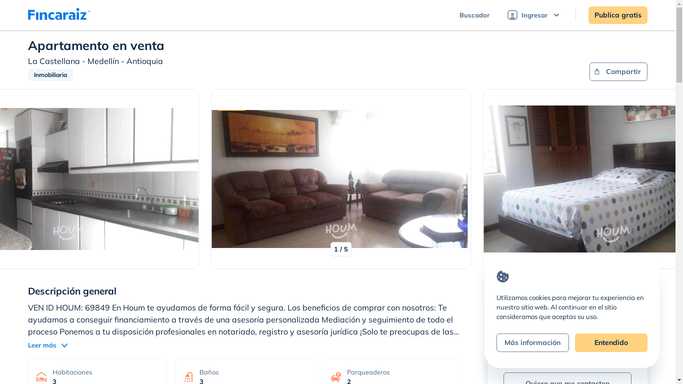 Fincaraiz
Buscador
Ingresar
Publica gratis
Apartamento en venta
La Castellana - Medellín - Antioquia
Inmobiliaria
Compartir
HOUM
HOUM
HOUM
1 / 5
Descripción general
VEN ID HOUM: 69849 En Houm te ayudamos de forma fácil y segura. Los beneficios de comprar con nosotros: Te
ayudamos a conseguir financiamiento a través de una asesoría personalizada Mediación y seguimiento de todo el
proceso Ponemos a tu disposición profesionales en notariado, registro y asesoría jurídica ¡Solo te preocupas de las...
Leer más
Habitaciones
3
Baños
3
Parqueaderos
2
Utilizamos cookies para mejorar tu experiencia en
nuestro sitio web. Al continuar en el sitio
consideramos que aceptas su uso.
Más información
Entendido
Quiero que me contacten